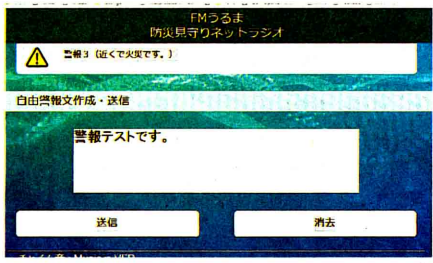 FMうるま
防災見守りネットラジオ
警報3（近くで火災です。）
自由警報文作成・送信
警報テストです。
送信
消去